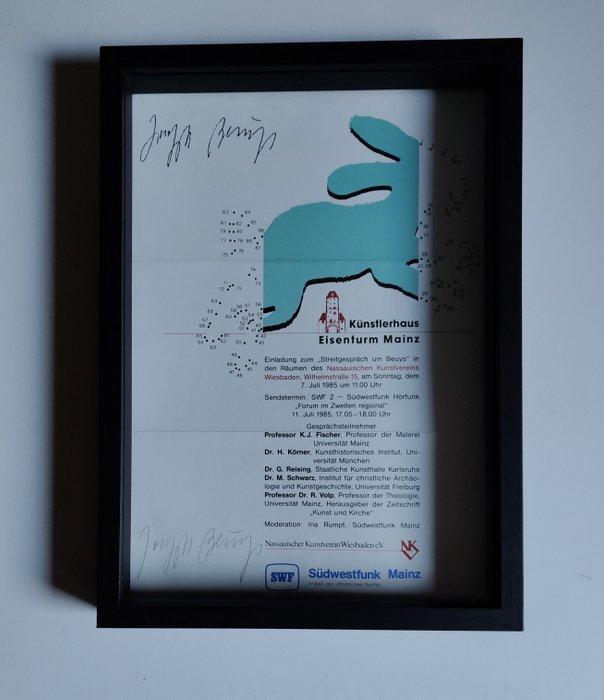 Joseph Beuys
Künstlerhaus
Eisenturm Mainz
Einladung zum „Streitgespräch um Beuys" in
den Räumen des Nassauischen Kunstvereins
Wiesbaden, Wilhelmstraße 15, am Sonntag, dem
7. Juli 1985 um 11.00 Uhr
Sendetermin: SWF 2 — Südwestfunk Hörfunk
„Forum im Zweiten regional"
11. Juli 1985, 17.05 – 18.00 Uhr
Gesprächsteilnehmer
Professor K.J. Fischer, Professor der Malerei
Universität Mainz
Dr. H. Körner, Kunsthistorisches Institut, Uni-
versität München
Dr. G. Reising, Staatliche Kunsthalle Karlsruhe
Dr. M. Schwarz, Institut für christliche Archäo-
logie und Kunstgeschichte, Universität Freiburg
Professor Dr. R. Volp, Professor der Theologie,
Universität Mainz, Herausgeber der Zeitschrift
„Kunst und Kirche"
Moderation: Ina Rumpf, Südwestfunk Mainz
Joseph Beuys
Nassauischer Kunstverein Wiesbaden e.V. NK
SWF Südwestfunk Mainz
Anstalt des öffentlichen Rechts